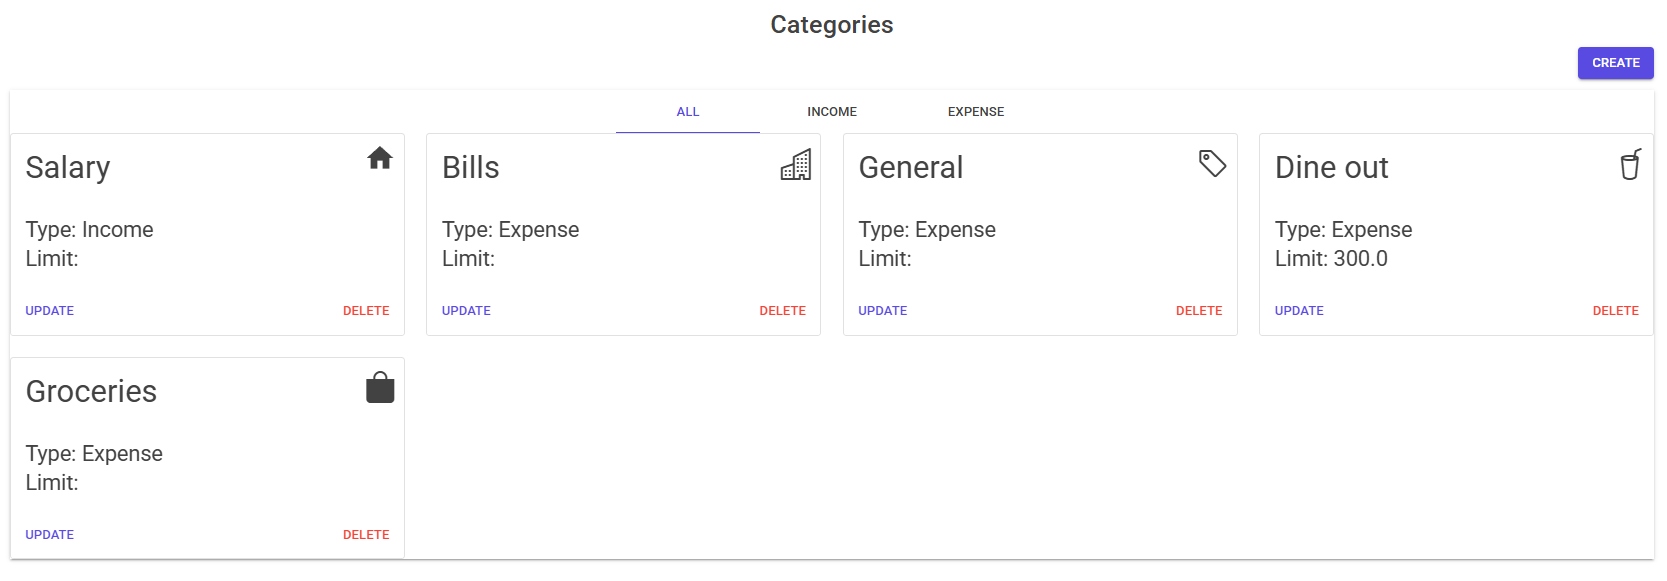 Categories
CREATE
ALL INCOME EXPENSE
Salary
Type: Income
Limit:
UPDATE DELETE
Bills
Type: Expense
Limit:
UPDATE DELETE
General
Type: Expense
Limit:
UPDATE DELETE
Dine out
Type: Expense
Limit: 300.0
UPDATE DELETE
Groceries
Type: Expense
Limit:
UPDATE DELETE